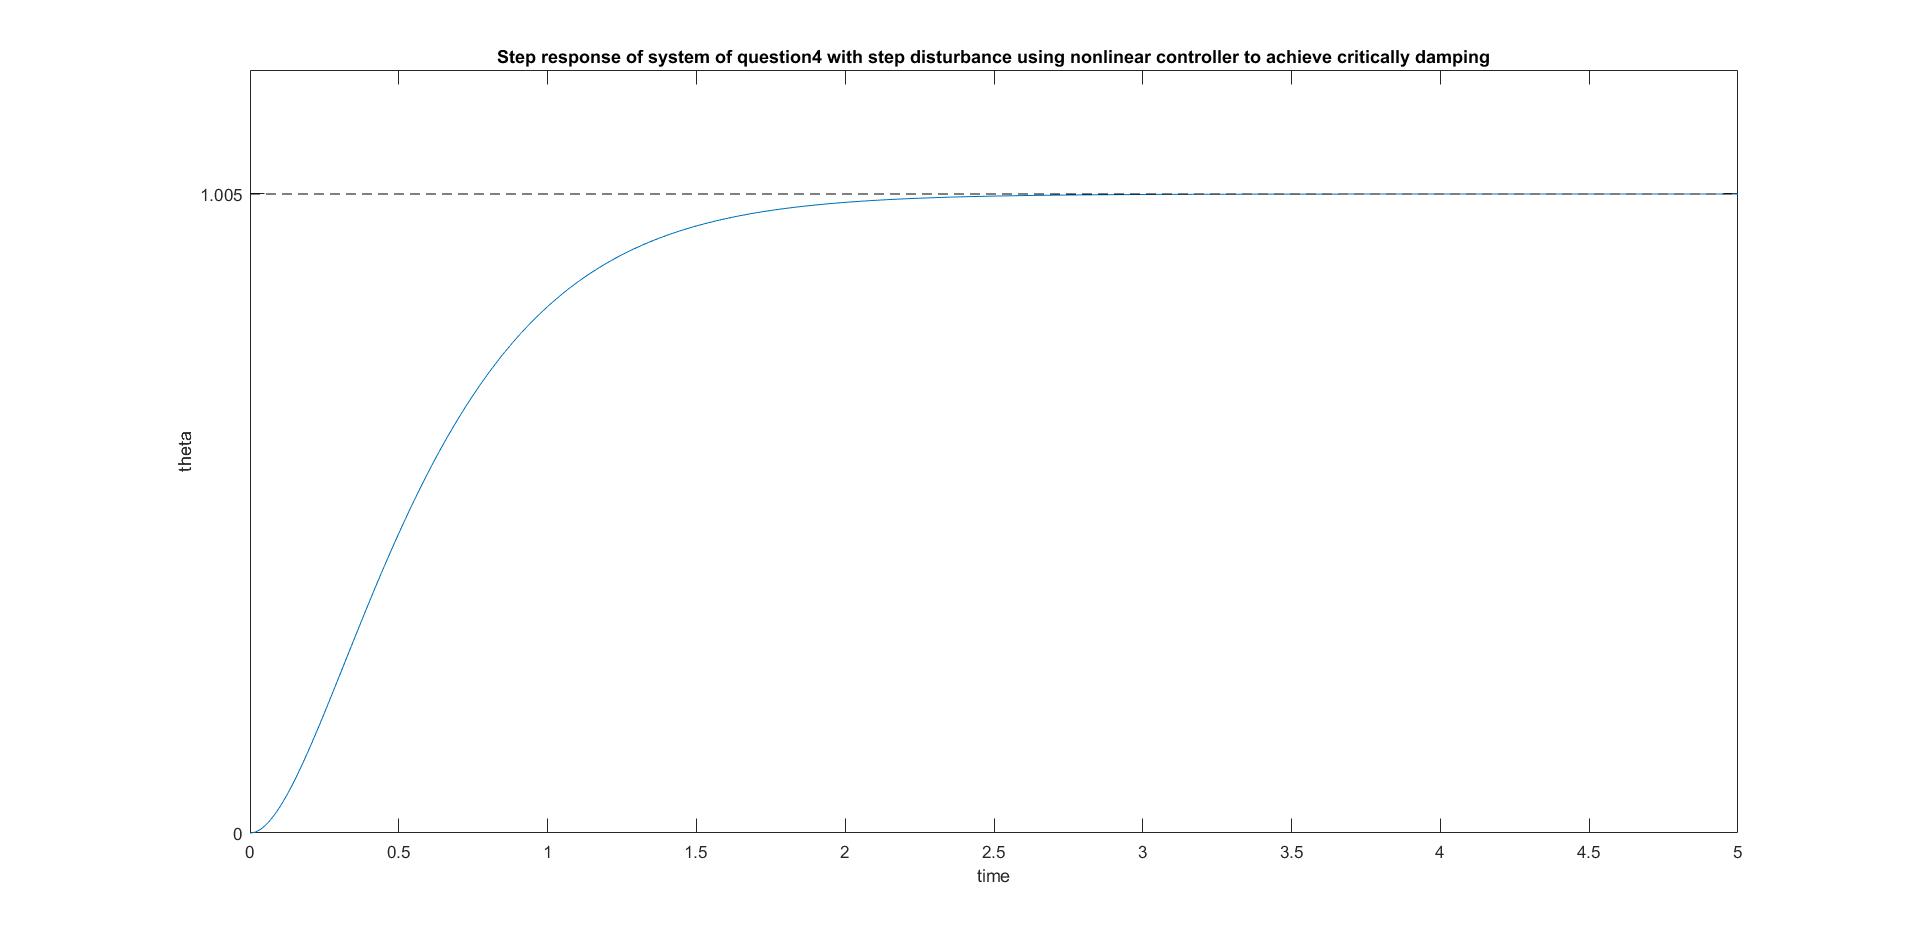 Step response of system of question4 with step disturbance using nonlinear controller to achieve critically damping
1.005
theta
0
0 0.5 1 1.5 2 2.5 3 3.5 4 4.5 5
time